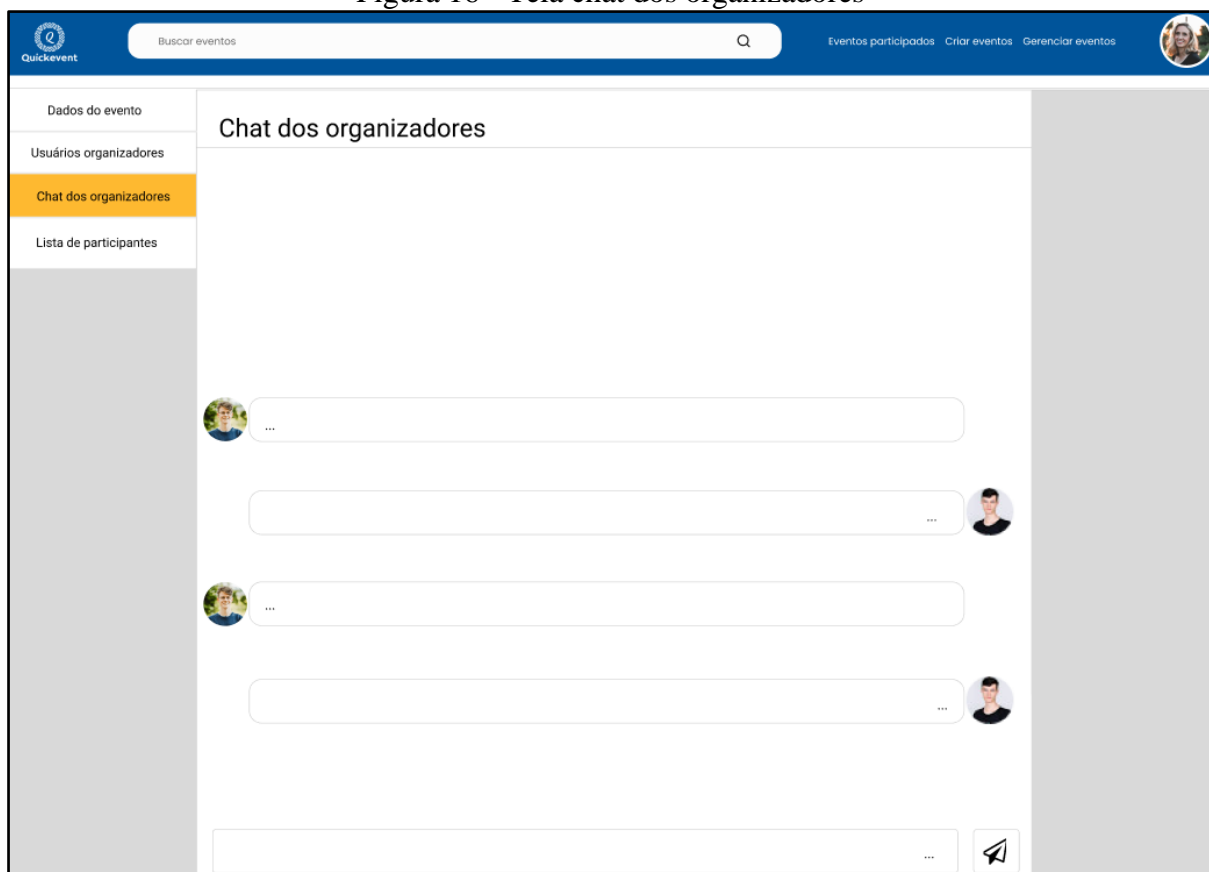 Figura 18 - Tela chat dos organizadores
Quickevent
Buscar eventos
Eventos participados Criar eventos Gerenciar eventos
Dados do evento
Usuários organizadores
Chat dos organizadores
Lista de participantes
Chat dos organizadores
...
...
...
...
...